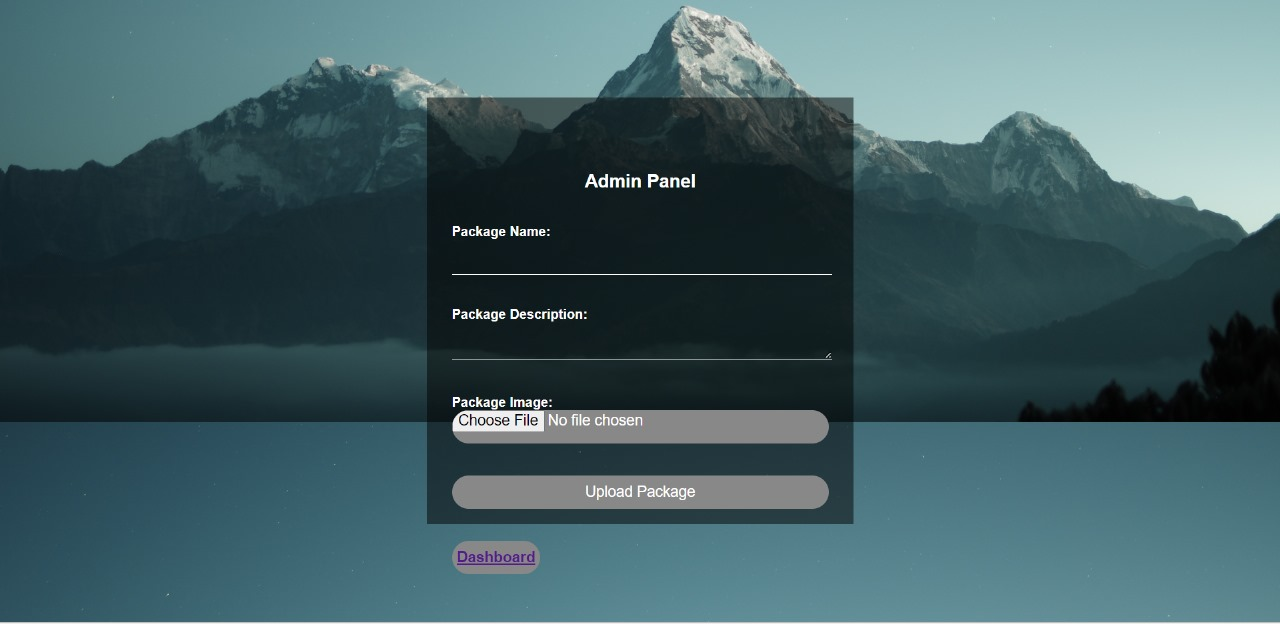 Admin Panel
Package Name:
Package Description:
Package Image:
Choose File No file chosen
Upload Package
Dashboard